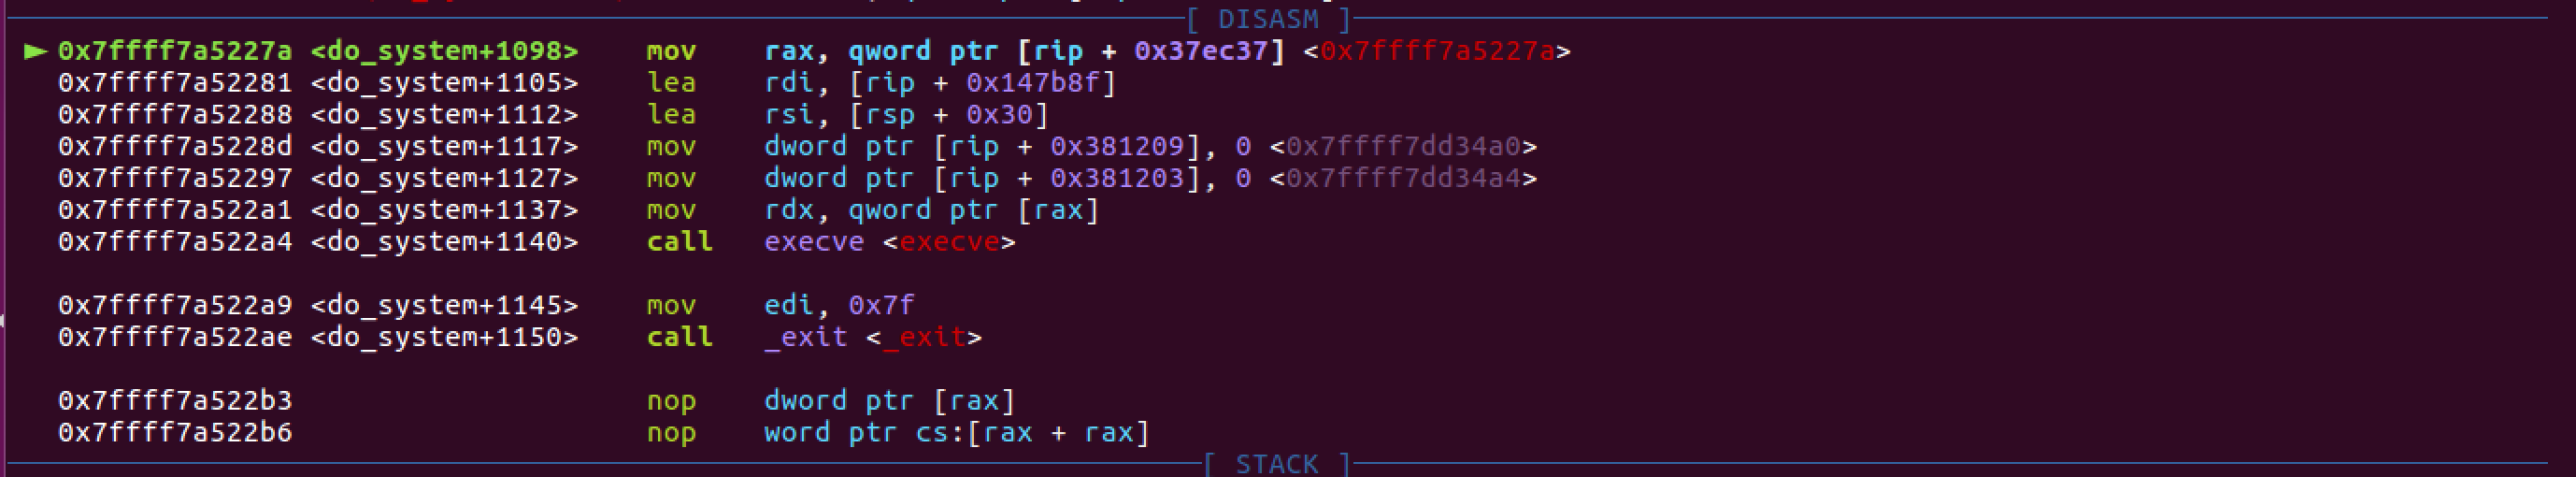 [ DISASM ]
► 0x7ffff7a5227a <do_system+1098> mov rax, qword ptr [rip + 0x37ec37] <0x7ffff7a5227a>
0x7ffff7a52281 <do_system+1105> lea rdi, [rip + 0x147b8f]
0x7ffff7a52288 <do_system+1112> lea rsi, [rsp + 0x30]
0x7ffff7a5228d <do_system+1117> mov dword ptr [rip + 0x381209], 0 <0x7ffff7dd34a0>
0x7ffff7a52297 <do_system+1127> mov dword ptr [rip + 0x381203], 0 <0x7ffff7dd34a4>
0x7ffff7a522a1 <do_system+1137> mov rdx, qword ptr [rax]
0x7ffff7a522a4 <do_system+1140> call execve <execve>
0x7ffff7a522a9 <do_system+1145> mov edi, 0x7f
0x7ffff7a522ae <do_system+1150> call _exit <_exit>
0x7ffff7a522b3 nop dword ptr [rax]
0x7ffff7a522b6 nop word ptr cs:[rax + rax]
[ STACK ]